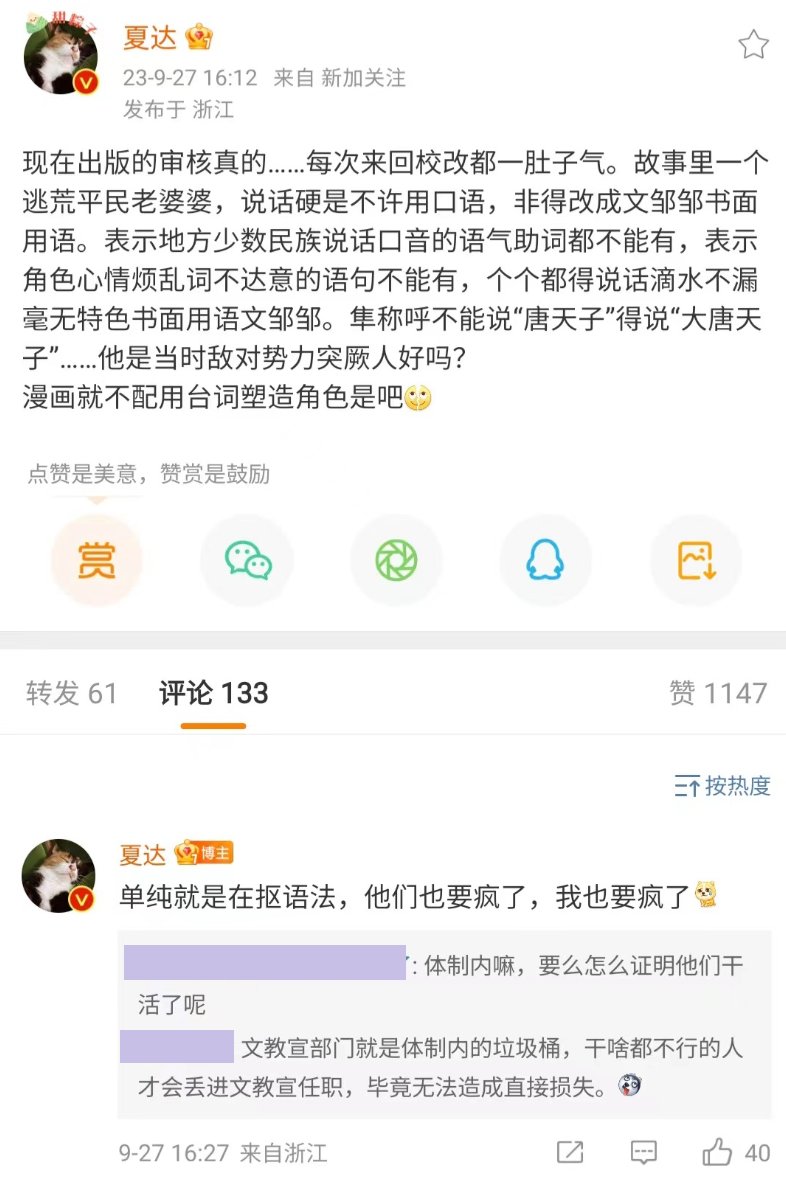 甜粽子
夏达
23-9-27 16:12 来自 新加关注
发布于 浙江
现在出版的审核真的……每次来回校改都一肚子气。故事里一个
逃荒平民老婆婆，说话硬是不许用口语，非得改成文邹邹书面
用语。表示地方少数民族说话口音的语气助词都不能有，表示
角色心情烦乱词不达意的语句不能有，个个都得说话滴水不漏
毫无特色书面用语文邹邹。隼称呼不能说“唐天子”得说“大唐天
子”……他是当时敌对势力突厥人好吗？
漫画就不配用台词塑造角色是吧
点赞是美意，赞赏是鼓励
赏
转发 61 评论 133 赞 1147
按热度
夏达 博主
单纯就是在抠语法，他们也要疯了，我也要疯了
: 体制内嘛，要么怎么证明他们干
活了呢
文教宣部门就是体制内的垃圾桶，干啥都不行的人
才会丢进文教宣任职，毕竟无法造成直接损失。
9-27 16:27 来自浙江 40